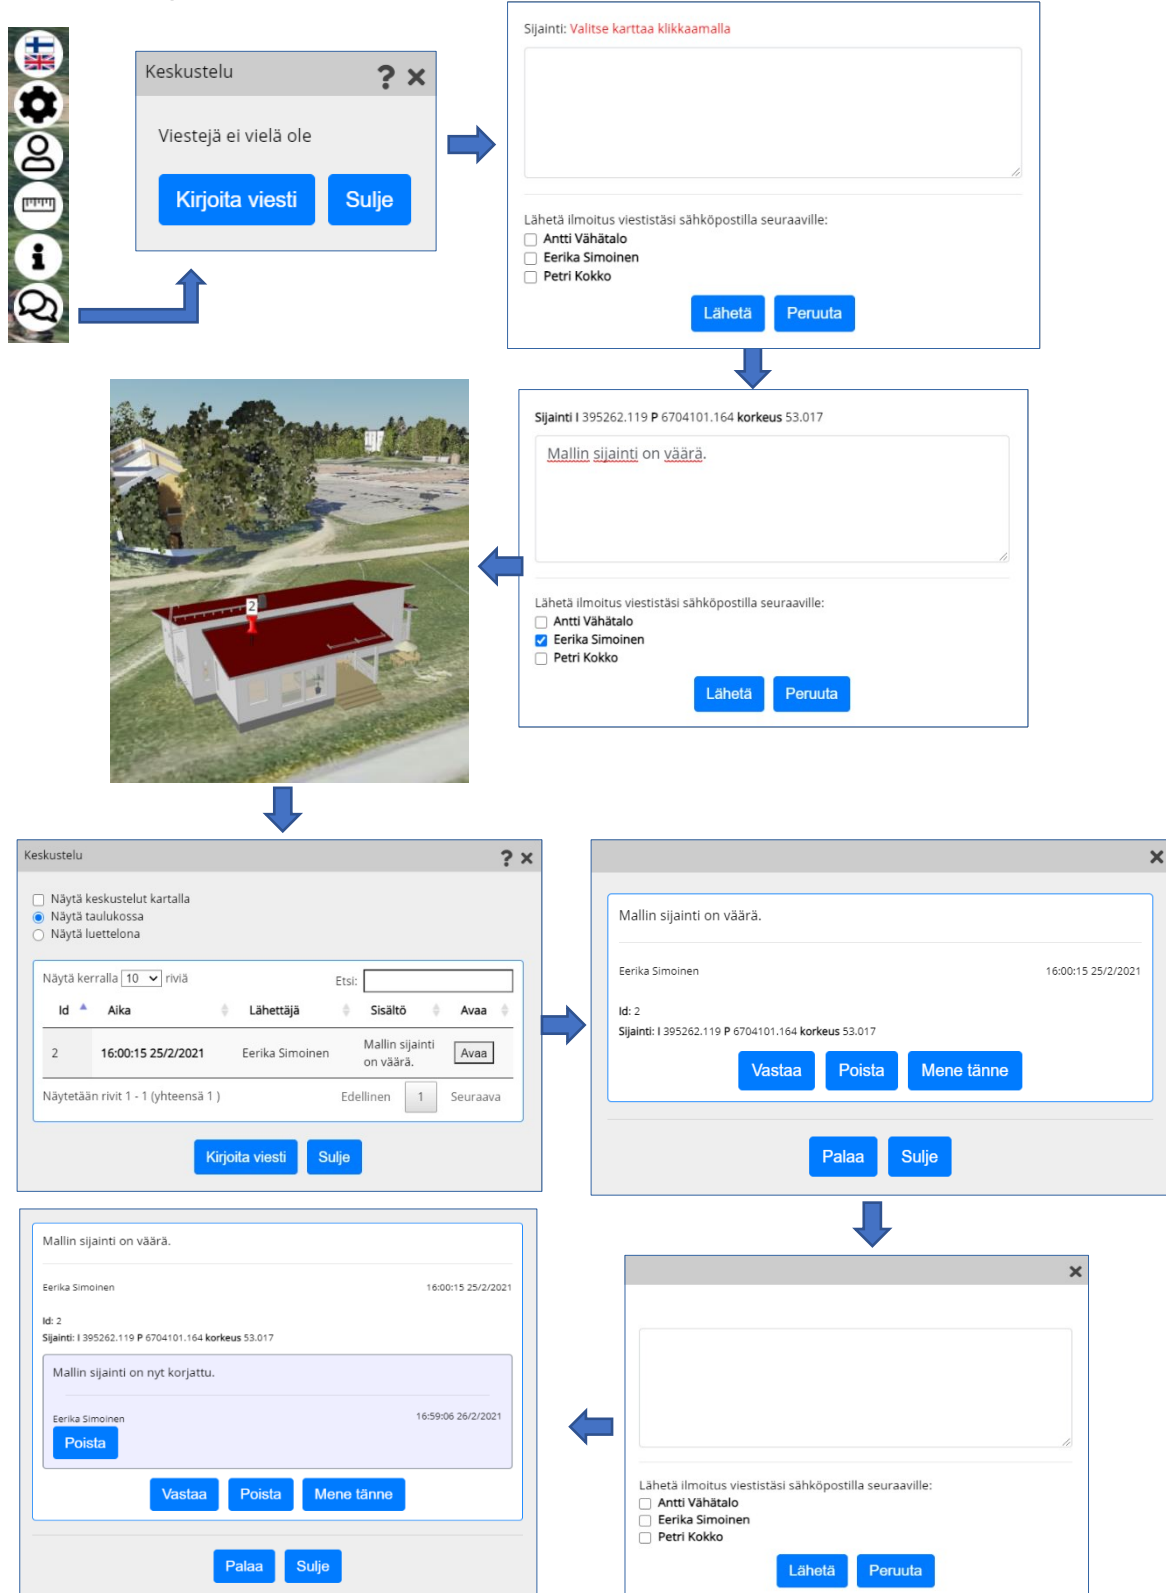 Keskustelu
Viestejä ei vielä ole
Kirjoita viesti Sulje
Sijainti: Valitse karttaa klikkaamalla
Lähetä ilmoitus viestistäsi sähköpostilla seuraaville:
Antti Vähätalo
Eerika Simoinen
Petri Kokko
Lähetä Peruuta
Sijainti I 395262.119 P 6704101.164 korkeus 53.017
Mallin sijainti on väärä.
Lähetä ilmoitus viestistäsi sähköpostilla seuraaville:
Antti Vähätalo
Eerika Simoinen
Petri Kokko
Lähetä Peruuta
2
Keskustelu
Näytä keskustelut kartalla
Näytä taulukossa
Näytä luettelona
Näytä kerralla 10 riviä Etsi:
Id Aika Lähettäjä Sisältö Avaa
2 16:00:15 25/2/2021 Eerika Simoinen Mallin sijainti
on väärä. Avaa
Näytetään rivit 1 - 1 (yhteensä 1 ) Edellinen 1 Seuraava
Kirjoita viesti Sulje
Mallin sijainti on väärä.
Eerika Simoinen 16:00:15 25/2/2021
Id: 2
Sijainti: I 395262.119 P 6704101.164 korkeus 53.017
Vastaa Poista Mene tänne
Palaa Sulje
Lähetä ilmoitus viestistäsi sähköpostilla seuraaville:
Antti Vähätalo
Eerika Simoinen
Petri Kokko
Lähetä Peruuta
Mallin sijainti on väärä.
Eerika Simoinen 16:00:15 25/2/2021
Id: 2
Sijainti: I 395262.119 P 6704101.164 korkeus 53.017
Mallin sijainti on nyt korjattu.
Eerika Simoinen 16:59:06 26/2/2021
Poista
Vastaa Poista Mene tänne
Palaa Sulje